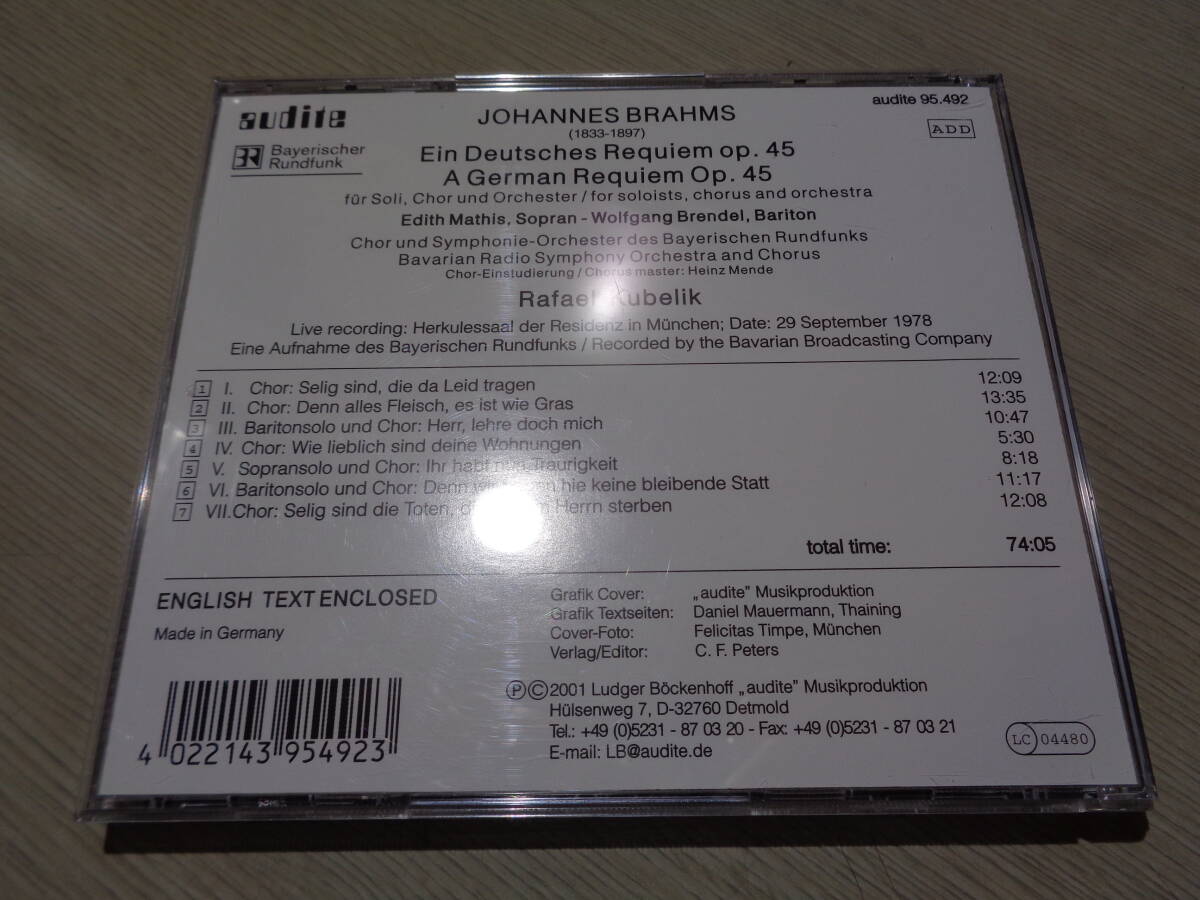 audite
JOHANNES BRAHMS
audite 95.492
(1833-1897)
ADD
BR Bayerischer Rundfunk
Ein Deutsches Requiem op. 45
A German Requiem Op. 45
für Soli, Chor und Orchester / for soloists, chorus and orchestra
Edith Mathis, Sopran - Wolfgang Brendel, Bariton
Chor und Symphonie-Orchester des Bayerischen Rundfunks
Bavarian Radio Symphony Orchestra and Chorus
Chor-Einstudierung / Chorus master: Heinz Mende
Rafael Kubelik
Live recording: Herkulessaal der Residenz in München; Date: 29 September 1978
Eine Aufnahme des Bayerischen Rundfunks / Recorded by the Bavarian Broadcasting Company
1 I. Chor: Selig sind, die da Leid tragen 12:09
2 II. Chor: Denn alles Fleisch, es ist wie Gras 13:35
3 III. Baritonsolo und Chor: Herr, lehre doch mich 10:47
4 IV. Chor: Wie lieblich sind deine Wohnungen 5:30
5 V. Sopransolo und Chor: Ihr habt nun Traurigkeit 8:18
6 VI. Baritonsolo und Chor: Denn hie keine bleibende Statt 11:17
7 VII.Chor: Selig sind die Toten, Herrn sterben 12:08
total time: 74:05
ENGLISH TEXT ENCLOSED
Made in Germany
Grafik Cover: „audite" Musikproduktion
Grafik Textseiten: Daniel Mauermann, Thaining
Cover-Foto: Felicitas Timpe, München
Verlag/Editor: C. F. Peters
℗©2001 Ludger Böckenhoff „audite" Musikproduktion
Hülsenweg 7, D-32760 Detmold
Tel.: +49 (0)5231 - 87 03 20 - Fax: +49 (0)5231 - 87 03 21
E-mail: LB@audite.de
4 022143 954923
LC 04480